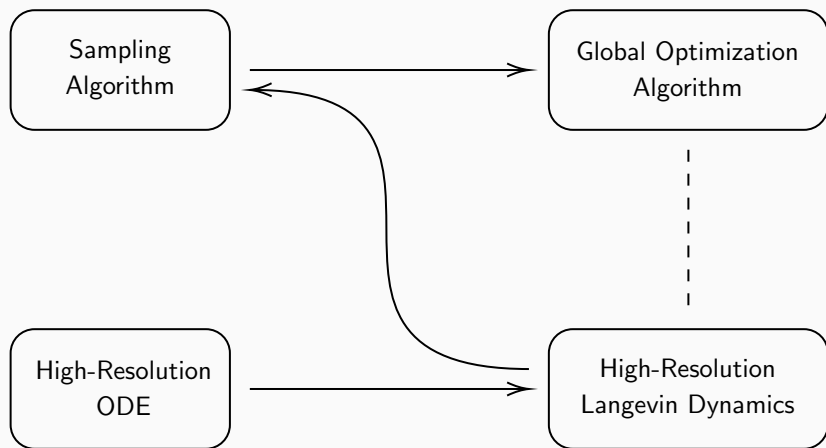 Sampling
Algorithm
Global Optimization
Algorithm
High-Resolution
ODE
High-Resolution
Langevin Dynamics